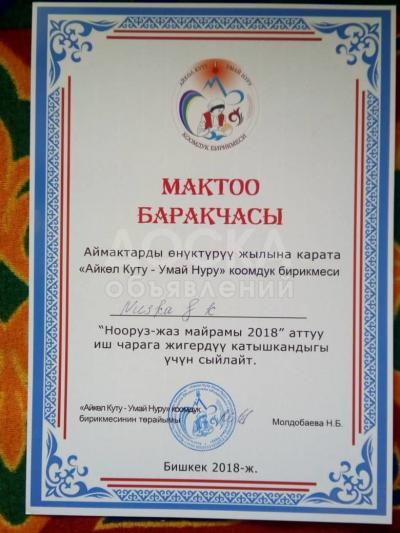 АЙКӨЛ КУТУ УМАЙ НУРУ
КООМДУК БИРИКМЕСИ
МАКТОО
БАРАКЧАСЫ
Аймактарды өнүктүрүү жылына карата
«Айкөл Куту - Умай Нуру» коомдук бирикмеси
"Нооруз-жаз майрамы 2018" аттуу
иш чарага жигердүү катышкандыгы
үчүн сыйлайт.
«Айкөл Куту - Умай Нуру» коомдук
бирикмесинин төрайымы
Молдобаева Н.Б.
Бишкек 2018-ж.
ДОСКА
объявлений